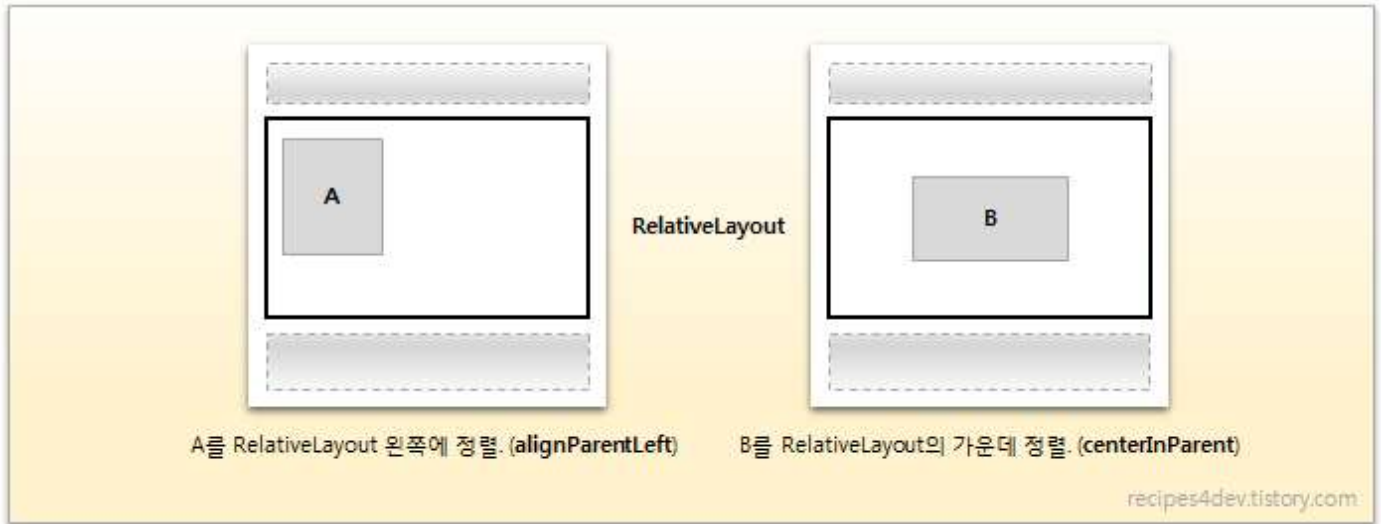 A
RelativeLayout
B
A를 RelativeLayout 왼쪽에 정렬. (alignParentLeft)
B를 RelativeLayout의 가운데 정렬. (centerInParent)
recipes4dev.tistory.com